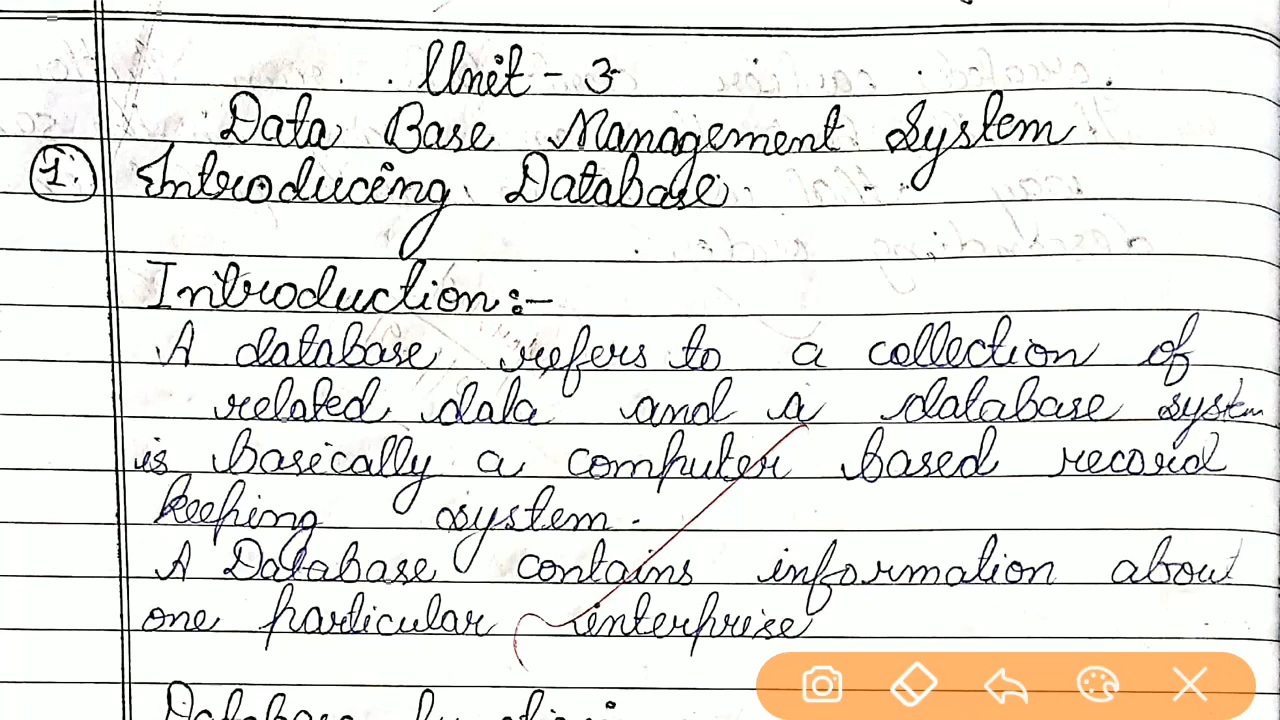 Unit - 3
Data Base Management System
1. Introducing Database
Introduction :-
A database refers to a collection of
related data and a database system
is basically a computer based record
keeping system.
A Database contains information about
one particular interprise
Database